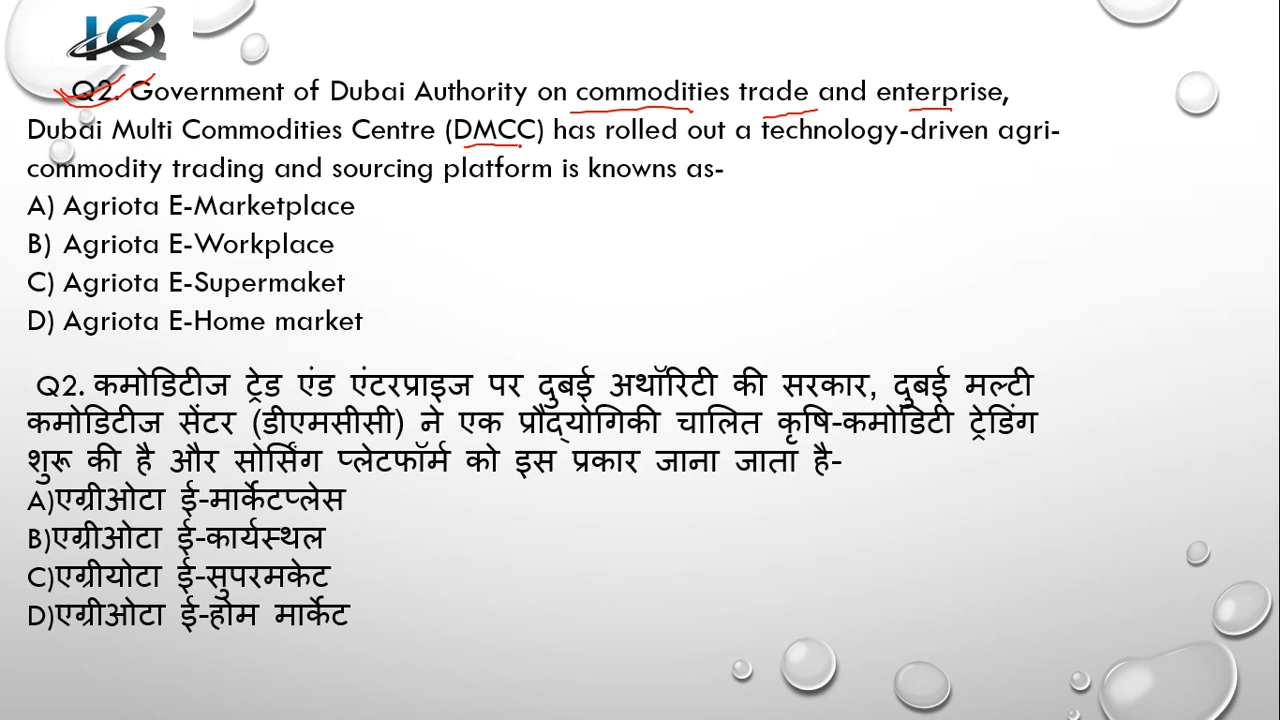 IQ
Q2. Government of Dubai Authority on commodities trade and enterprise,
Dubai Multi Commodities Centre (DMCC) has rolled out a technology-driven agri-
commodity trading and sourcing platform is knowns as-
A) Agriota E-Marketplace
B) Agriota E-Workplace
C) Agriota E-Supermaket
D) Agriota E-Home market
Q2. कमोडिटीज ट्रेड एंड एंटरप्राइज पर दुबई अथॉरिटी की सरकार, दुबई मल्टी
कमोडिटीज सेंटर (डीएमसीसी) ने एक प्रौद्योगिकी चालित कृषि-कमोडिटी ट्रेडिंग
शुरू की है और सोर्सिंग प्लेटफॉर्म को इस प्रकार जाना जाता है-
A)एग्रीओटा ई-मार्केटप्लेस
B)एग्रीओटा ई-कार्यस्थल
C)एग्रीयोटा ई-सुपरमकेट
D)एग्रीओटा ई-होम मार्केट